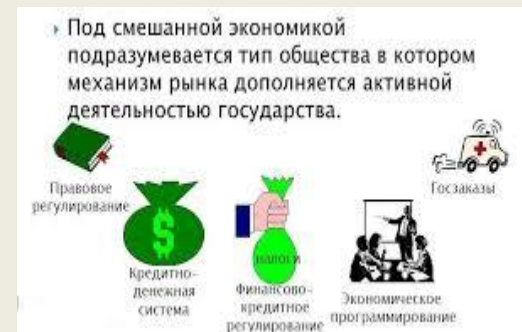 Под смешанной экономикой
подразумевается тип общества в котором
механизм рынка дополняется активной
деятельностью государства.
Правовое
регулирование
Госзаказы
$
налоги
Кредитно-
денежная
система
Финансово-
кредитное
регулирование
Экономическое
программирование